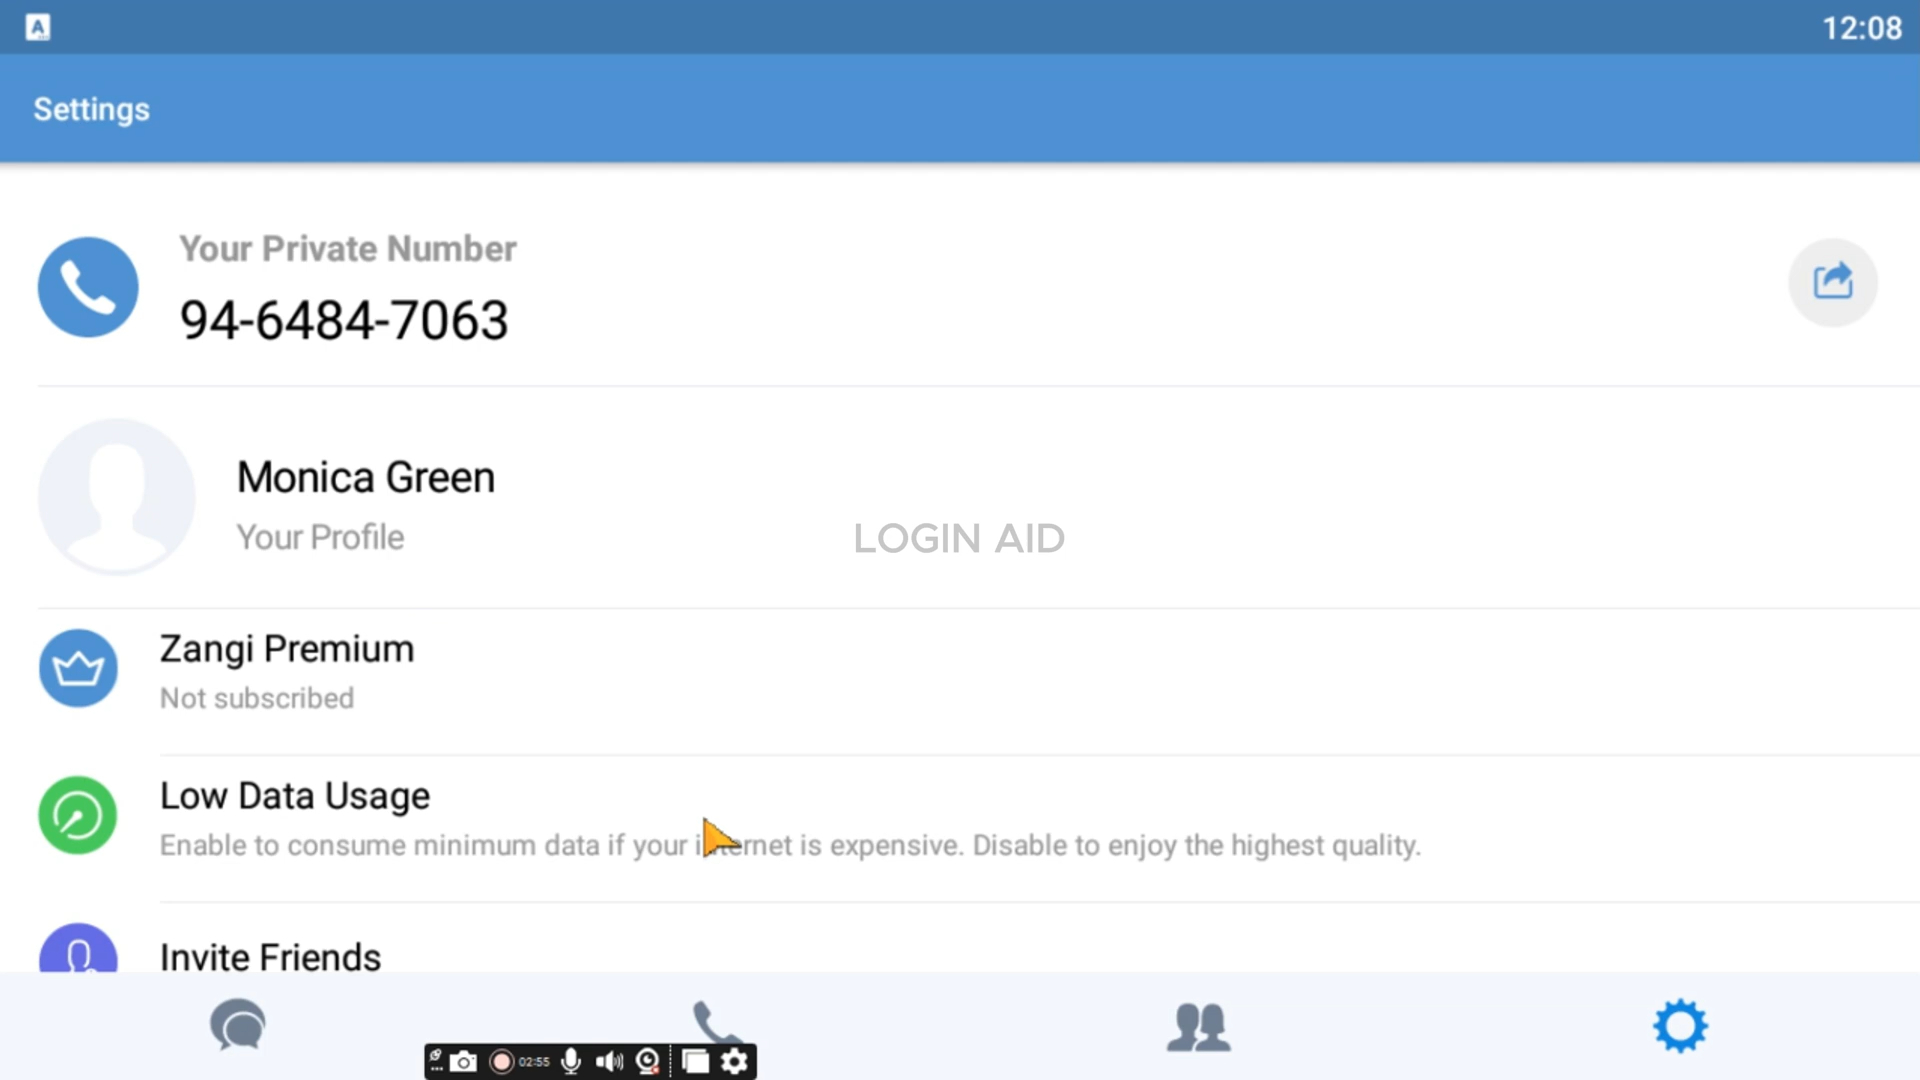 A
12:08
Settings
Your Private Number
94-6484-7063
Monica Green
Your Profile
LOGIN AID
Zangi Premium
Not subscribed
Low Data Usage
Enable to consume minimum data if your internet is expensive. Disable to enjoy the highest quality.
Invite Friends
02:55